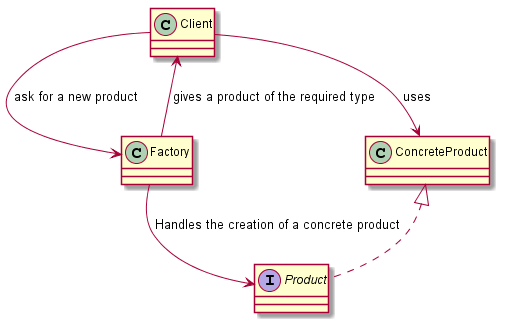 C Client
ask for a new product
gives a product of the required type
uses
C Factory
C ConcreteProduct
Handles the creation of a concrete product
I Product